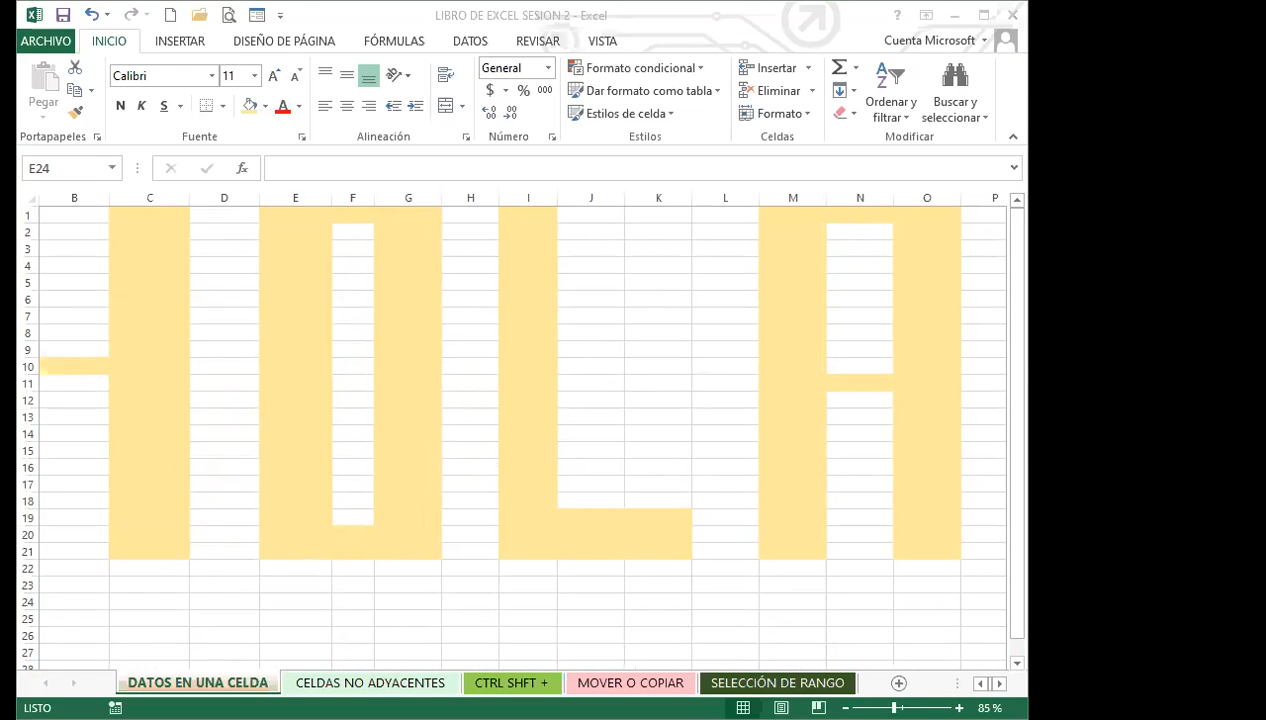 LIBRO DE EXCEL SESION 2 - Excel
?
ARCHIVO INICIO INSERTAR DISEÑO DE PÁGINA FÓRMULAS DATOS REVISAR VISTA Cuenta Microsoft
Calibri 11 General Formato condicional Insertar
Pegar N K S A $ % 000 Dar formato como tabla Eliminar Ordenar y filtrar Buscar y seleccionar
Estilos de celda Formato
Portapapeles Fuente Alineación Número Estilos Celdas Modificar
E24 fx
B C D E F G H I J K L M N O P
1
2
3
4
5
6
7
8
9
10
11
12
13
14
15
16
17
18
19
20
21
22
23
24
25
26
27
28
HOLA
DATOS EN UNA CELDA CELDAS NO ADYACENTES CTRL SHFT + MOVER O COPIAR SELECCIÓN DE RANGO
LISTO 85 %